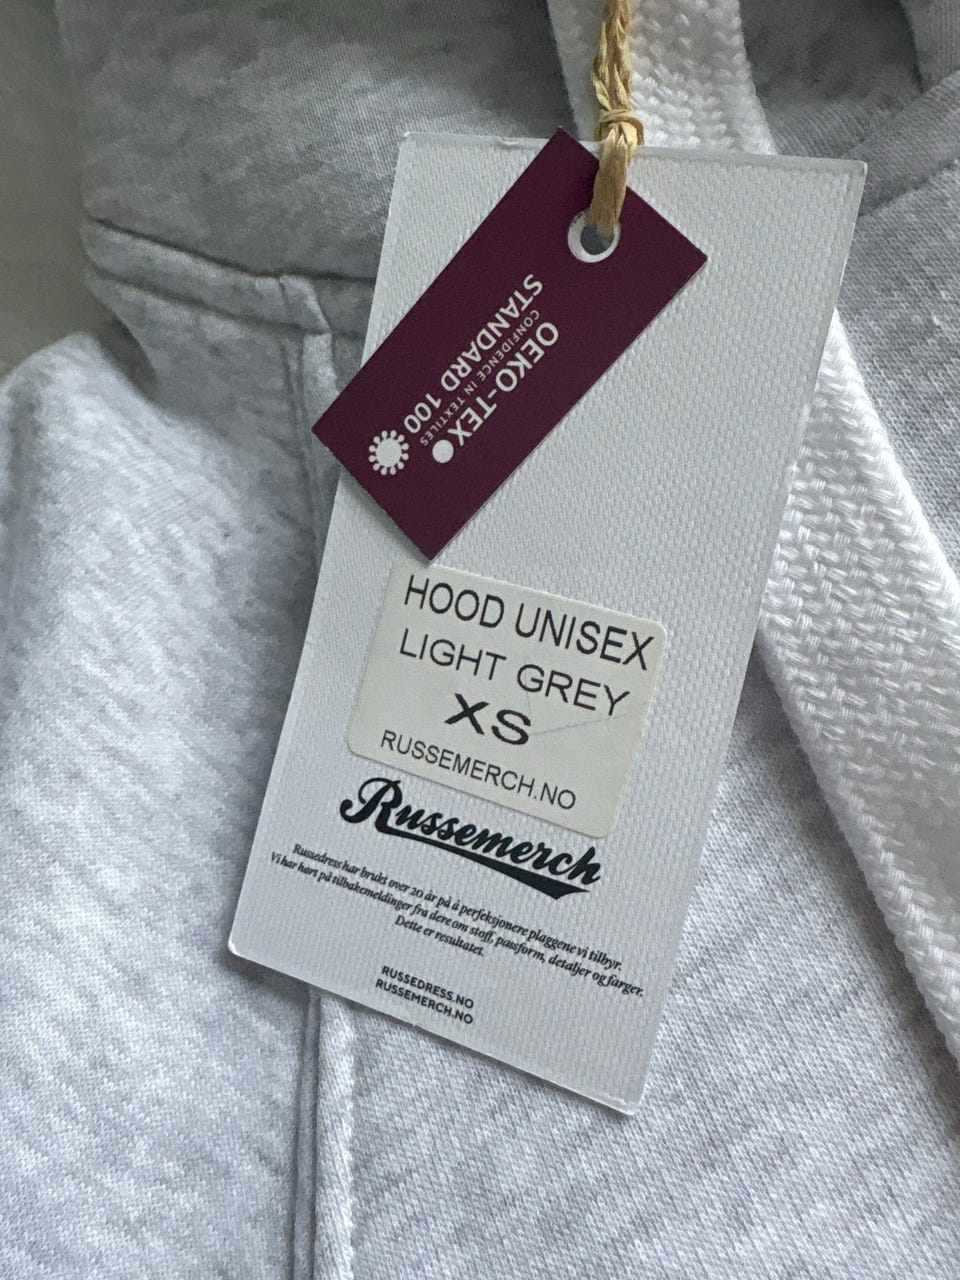 OEKO-TEX
CONFIDENCE IN TEXTILES
STANDARD 100
HOOD UNISEX
LIGHT GREY
XS
RUSSEMERCH.NO
Russemerch
Russedress har brukt over 20 år på å perfeksjonere plaggene vi tilbyr.
Vi har hørt på tilbakemeldinger fra dere om stoff, passform, detaljer og farger.
Dette er resultatet.
RUSSEDRESS.NO
RUSSEMERCH.NO